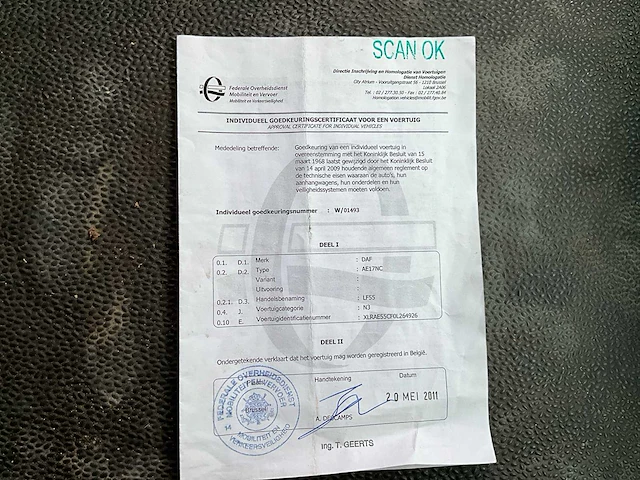 SCAN OK
Federale Overheidsdienst
Mobiliteit en Vervoer
Mobiliteit en Verkeersveiligheid
Directie Inschrijving en Homologatie van Voertuigen
Dienst Homologatie
City Atrium - Vooruitgangstraat 56 - 1210 Brussel
Lokaal 2A06
Tel. : 02 / 277.30.50 - Fax : 02 / 277.40.84
Homologation.vehicles@mobilit.fgov.be
INDIVIDUEEL GOEDKEURINGSCERTIFICAAT VOOR EEN VOERTUIG
APPROVAL CERTIFICATE FOR INDIVIDUAL VEHICLES
Mededeling betreffende: Goedkeuring van een individueel voertuig in
overeenstemming met het Koninklijk Besluit van 15
maart 1968 laatst gewijzigd door het Koninklijk Besluit
van 14 april 2009 houdende algemeen reglement op
de technische eisen waaraan de auto's, hun
aanhangwagens, hun onderdelen en hun
veiligheidssystemen moeten voldoen.
Individueel goedkeuringsnummer : W/01493
DEEL I
0.1. D.1. Merk : DAF
0.2. D.2. Type : AE17NC
Variant :
Uitvoering :
0.2.1. D.3. Handelsbenaming : LF55
0.4. J. Voertuigcategorie : N3
0.10 E. Voertuigidentificatienummer : XLRAE55CF0L264926
DEEL II
Ondergetekende verklaart dat het voertuig mag worden geregistreerd in België.
Handtekening
Datum
20 MEI 2011
FEDERALE OVERHEIDSDIENST
MOBILITEIT EN VERVOER
MOBILITEIT EN
VERKEERSVEILIGHEID
14
ing. T. GEERTS